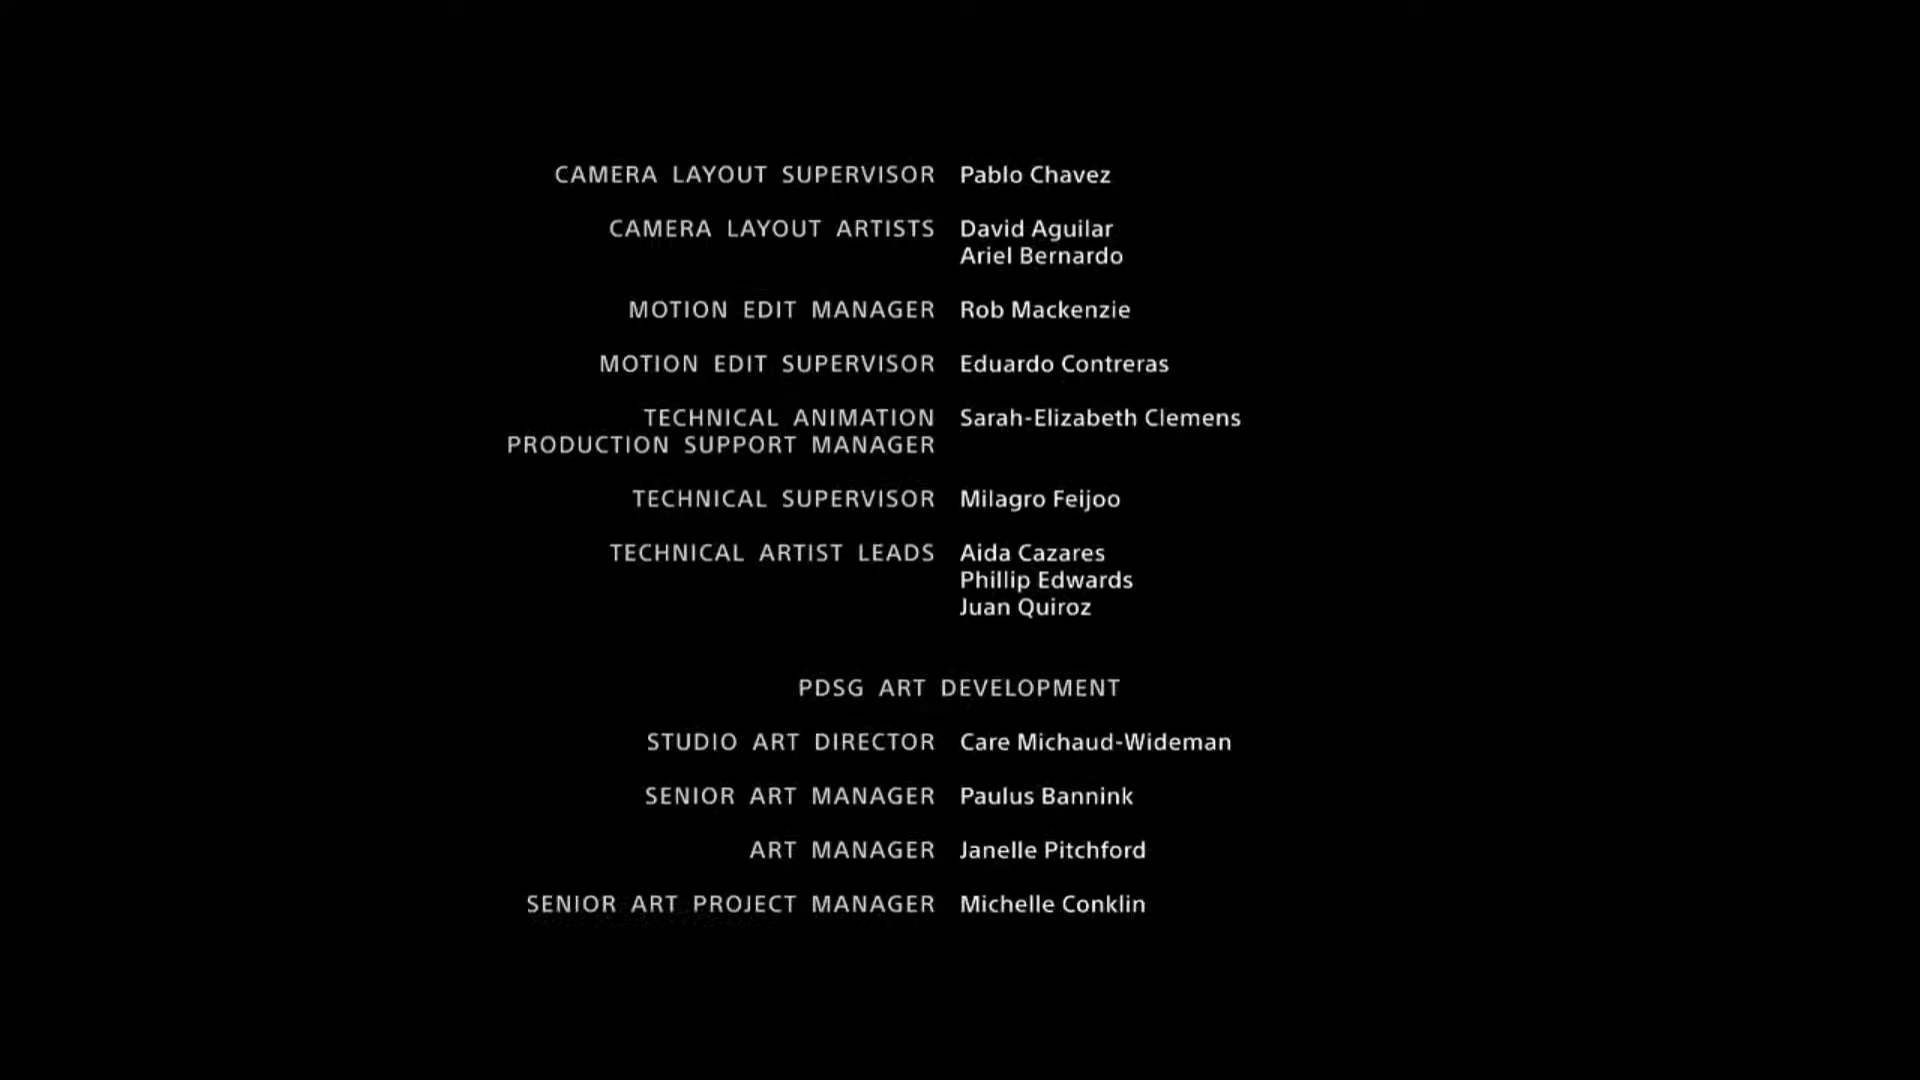 CAMERA LAYOUT SUPERVISOR Pablo Chavez
CAMERA LAYOUT ARTISTS David Aguilar
Ariel Bernardo
MOTION EDIT MANAGER Rob Mackenzie
MOTION EDIT SUPERVISOR Eduardo Contreras
TECHNICAL ANIMATION Sarah-Elizabeth Clemens
PRODUCTION SUPPORT MANAGER
TECHNICAL SUPERVISOR Milagro Feijoo
TECHNICAL ARTIST LEADS Aida Cazares
Phillip Edwards
Juan Quiroz
PDSG ART DEVELOPMENT
STUDIO ART DIRECTOR Care Michaud-Wideman
SENIOR ART MANAGER Paulus Bannink
ART MANAGER Janelle Pitchford
SENIOR ART PROJECT MANAGER Michelle Conklin